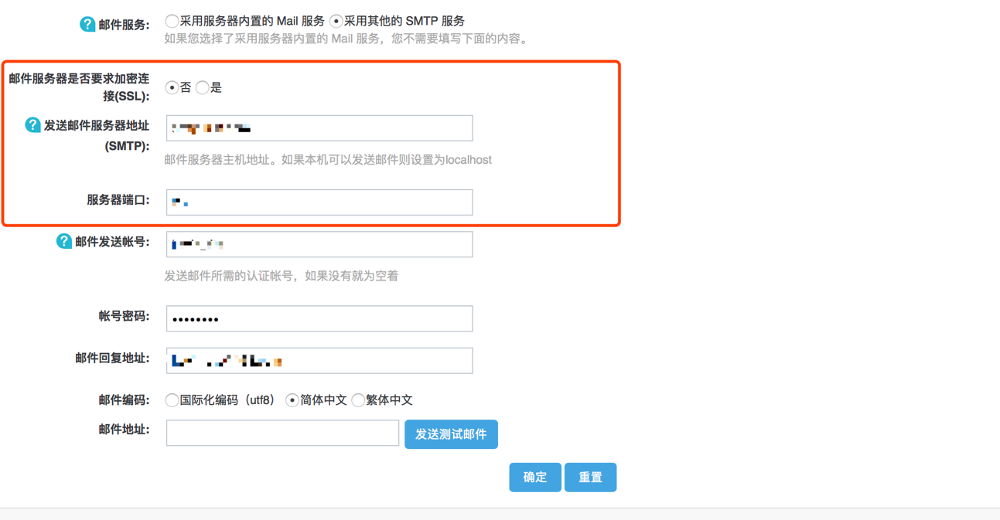 ? 邮件服务: 采用服务器内置的 Mail 服务 采用其他的 SMTP 服务
如果您选择了采用服务器内置的 Mail 服务，您不需要填写下面的内容。
邮件服务器是否要求加密连
接(SSL): 否 是
? 发送邮件服务器地址
(SMTP):
邮件服务器主机地址。如果本机可以发送邮件则设置为localhost
服务器端口:
? 邮件发送帐号:
发送邮件所需的认证帐号，如果没有就为空着
帐号密码: ••••••••
邮件回复地址:
邮件编码: 国际化编码（utf8） 简体中文 繁体中文
邮件地址: 发送测试邮件
确定 重置